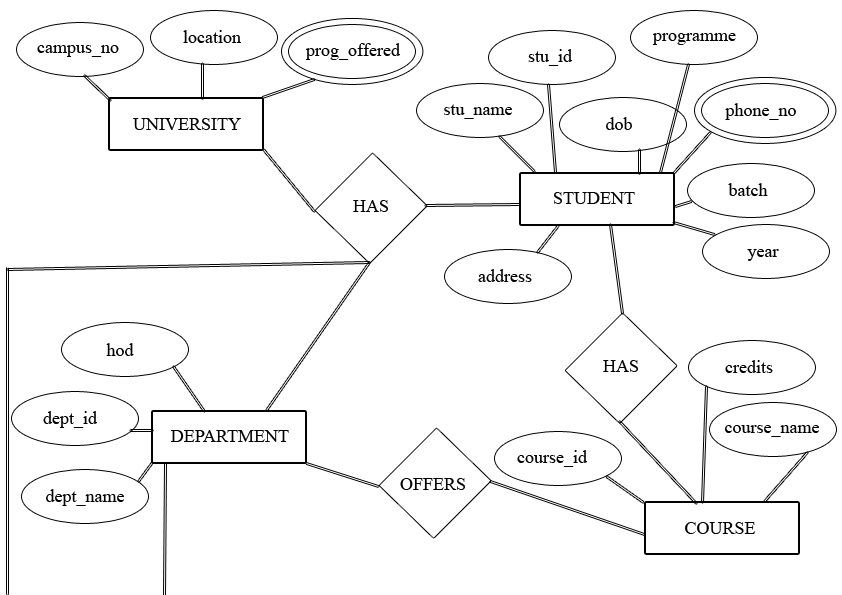 campus_no
location
prog_offered
UNIVERSITY
stu_id
programme
stu_name
dob
phone_no
STUDENT
batch
year
address
HAS
HAS
hod
dept_id
dept_name
DEPARTMENT
OFFERS
credits
course_name
course_id
COURSE